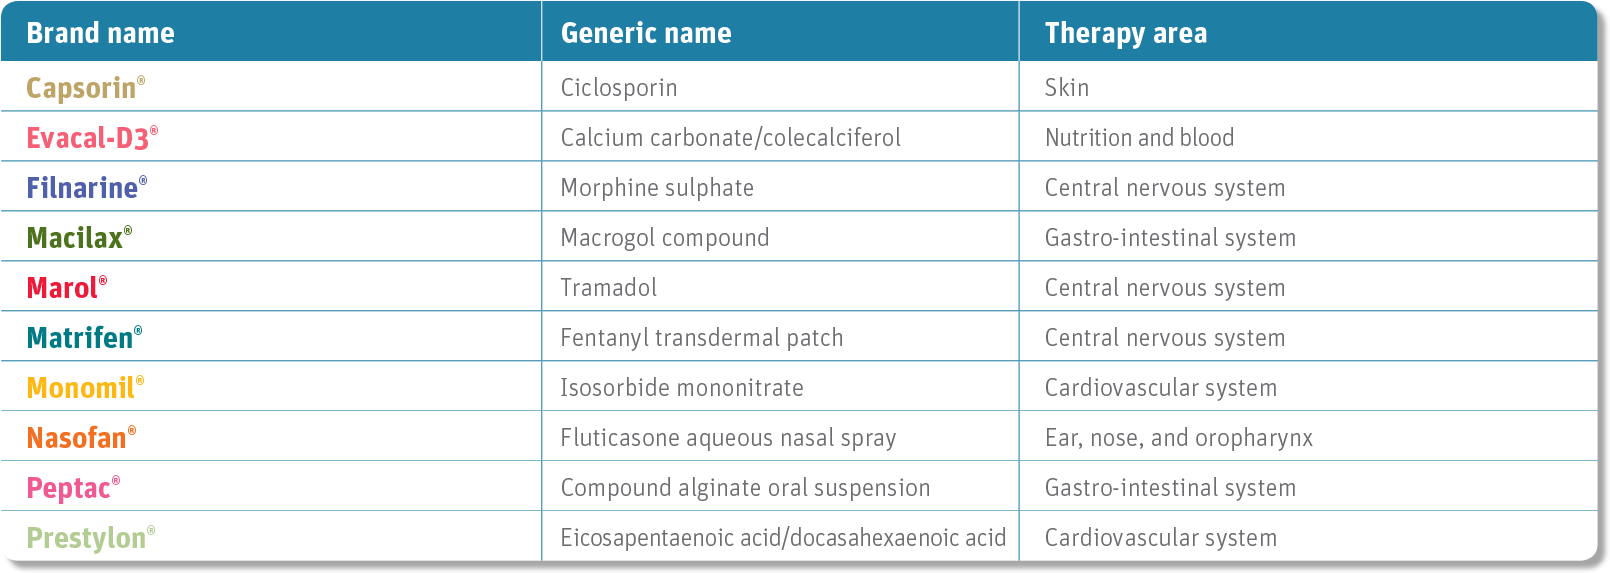 Brand name Generic name Therapy area
Capsorin® Ciclosporin Skin
Evacal-D3® Calcium carbonate/colecalciferol Nutrition and blood
Filnarine® Morphine sulphate Central nervous system
Macilax® Macrogol compound Gastro-intestinal system
Marol® Tramadol Central nervous system
Matrifen® Fentanyl transdermal patch Central nervous system
Monomil® Isosorbide mononitrate Cardiovascular system
Nasofan® Fluticasone aqueous nasal spray Ear, nose, and oropharynx
Peptac® Compound alginate oral suspension Gastro-intestinal system
Prestylon® Eicosapentaenoic acid/docasahexaenoic acid Cardiovascular system